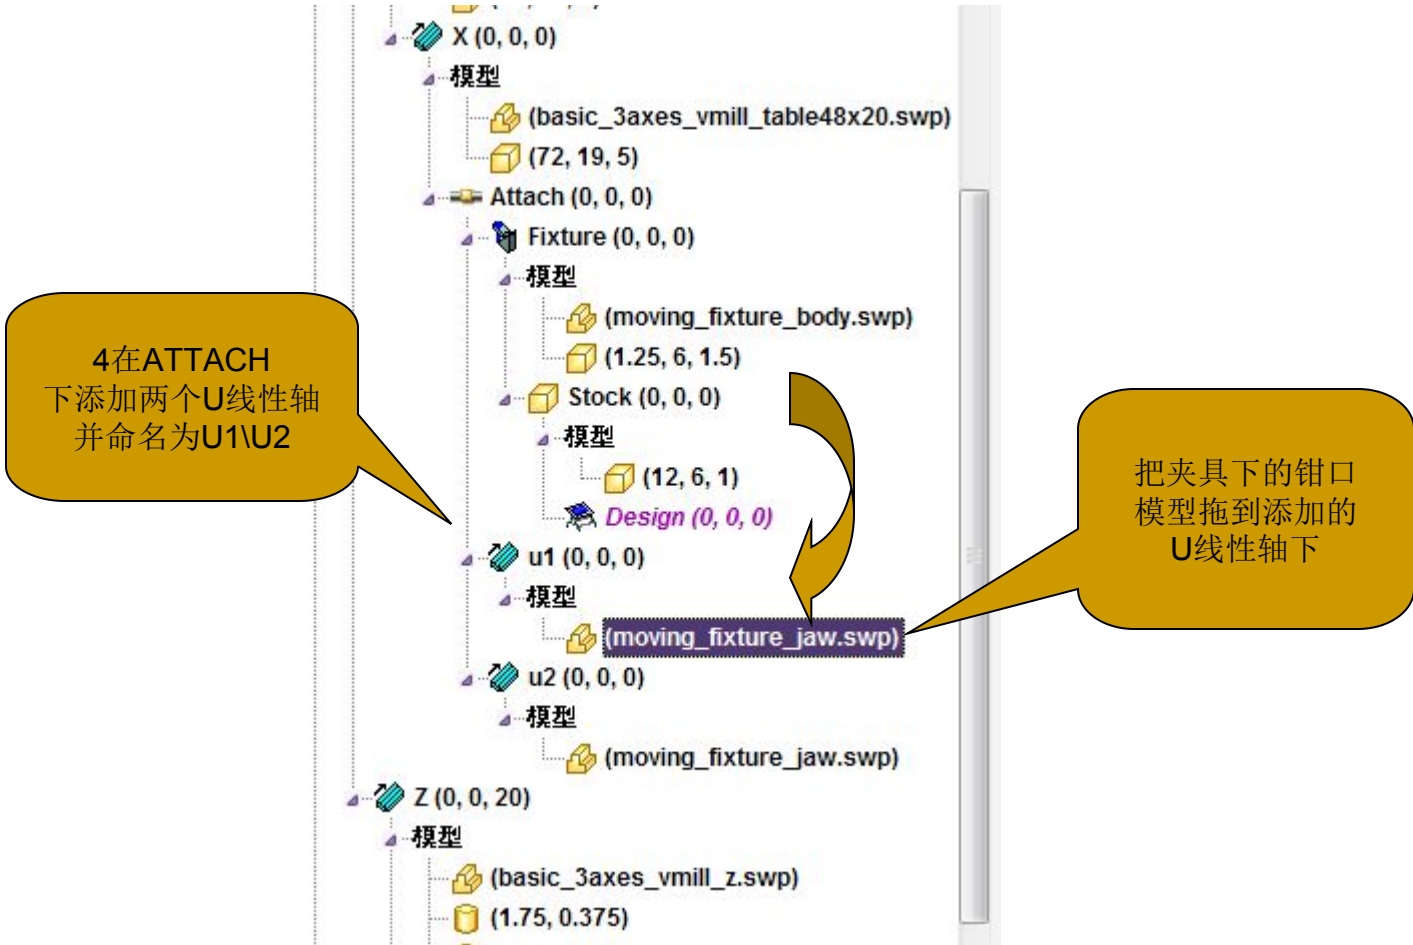 X (0, 0, 0)
模型
(basic_3axes_vmill_table48x20.swp)
(72, 19, 5)
Attach (0, 0, 0)
Fixture (0, 0, 0)
模型
(moving_fixture_body.swp)
(1.25, 6, 1.5)
Stock (0, 0, 0)
模型
(12, 6, 1)
Design (0, 0, 0)
u1 (0, 0, 0)
模型
(moving_fixture_jaw.swp)
u2 (0, 0, 0)
模型
(moving_fixture_jaw.swp)
Z (0, 0, 20)
模型
(basic_3axes_vmill_z.swp)
(1.75, 0.375)
4在ATTACH
下添加两个U线性轴
并命名为U1\U2
把夹具下的钳口
模型拖到添加的
U线性轴下